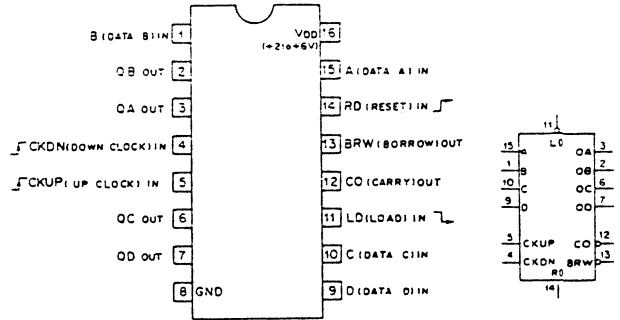 B (DATA B) IN 1
QB OUT 2
QA OUT 3
CKDN (DOWN CLOCK) IN 4
CKUP (UP CLOCK) IN 5
QC OUT 6
QD OUT 7
8 GND
VDD 16
(+2 to +6V)
15 A (DATA A) IN
14 RD (RESET) IN
13 BRW (BORROW) OUT
12 CO (CARRY) OUT
11 LD (LOAD) IN
10 C (DATA C) IN
9 D (DATA D) IN
11
LD
15 A QA 3
1 B QB 2
10 C QC 6
9 D QD 7
5 CKUP CO 12
4 CKDN BRW 13
RD
14